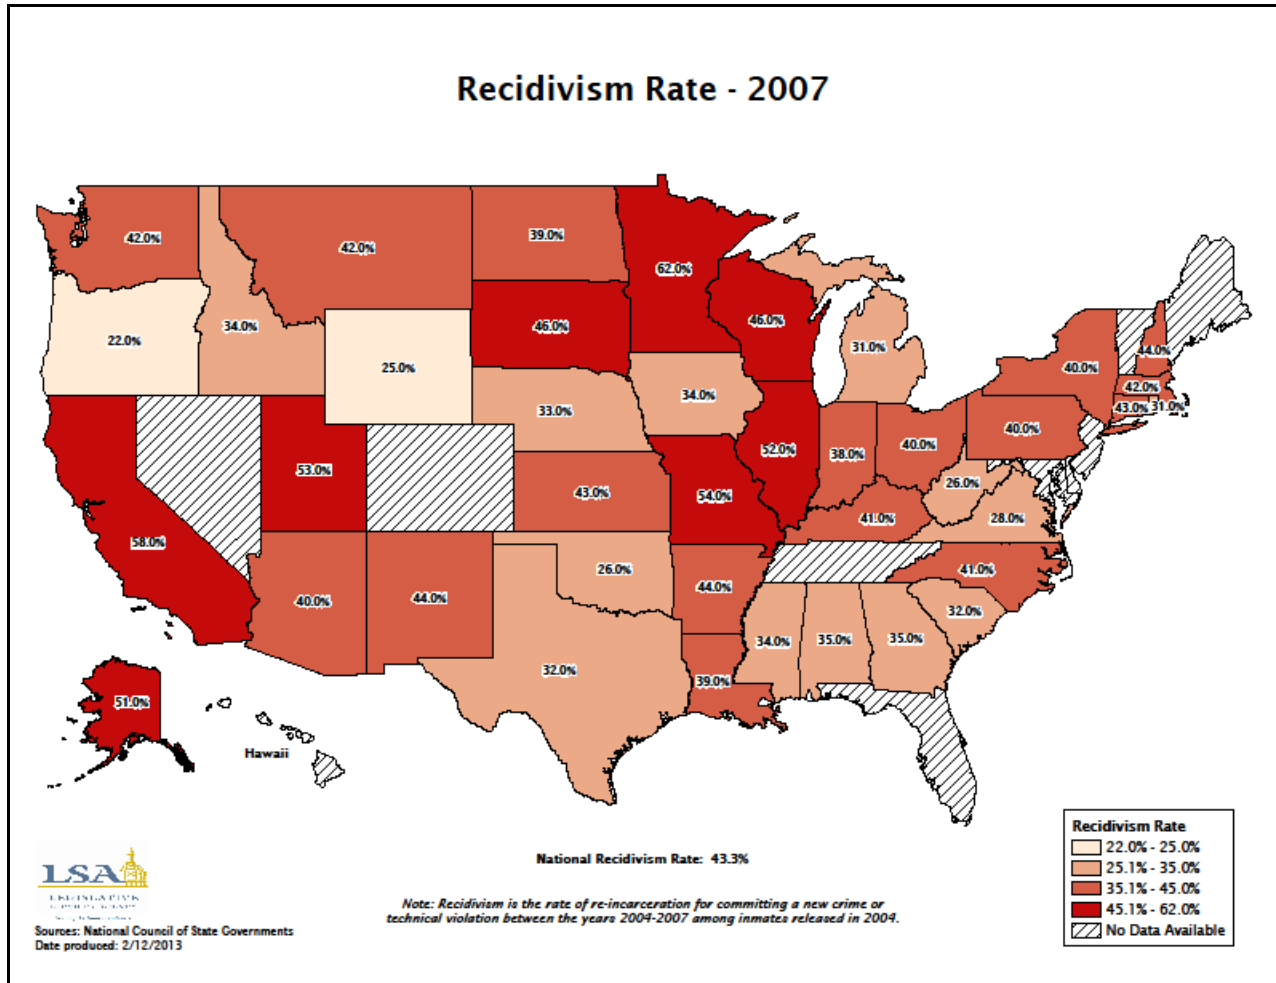 Recidivism Rate - 2007
42.0%
42.0%
39.0%
62.0%
46.0%
46.0%
22.0%
34.0%
25.0%
31.0%
44.0%
40.0%
42.0%
43.0%
31.0%
33.0%
34.0%
52.0%
38.0%
40.0%
40.0%
53.0%
43.0%
54.0%
26.0%
28.0%
41.0%
58.0%
26.0%
41.0%
40.0%
44.0%
44.0%
32.0%
34.0%
35.0%
35.0%
32.0%
39.0%
51.0%
Hawaii
Recidivism Rate
22.0% - 25.0%
25.1% - 35.0%
35.1% - 45.0%
45.1% - 62.0%
No Data Available
National Recidivism Rate: 43.3%
LSA
LEGISLATIVE
Note: Recidivism is the rate of re-incarceration for committing a new crime or
technical violation between the years 2004-2007 among inmates released in 2004.
Sources: National Council of State Governments
Date produced: 2/12/2013